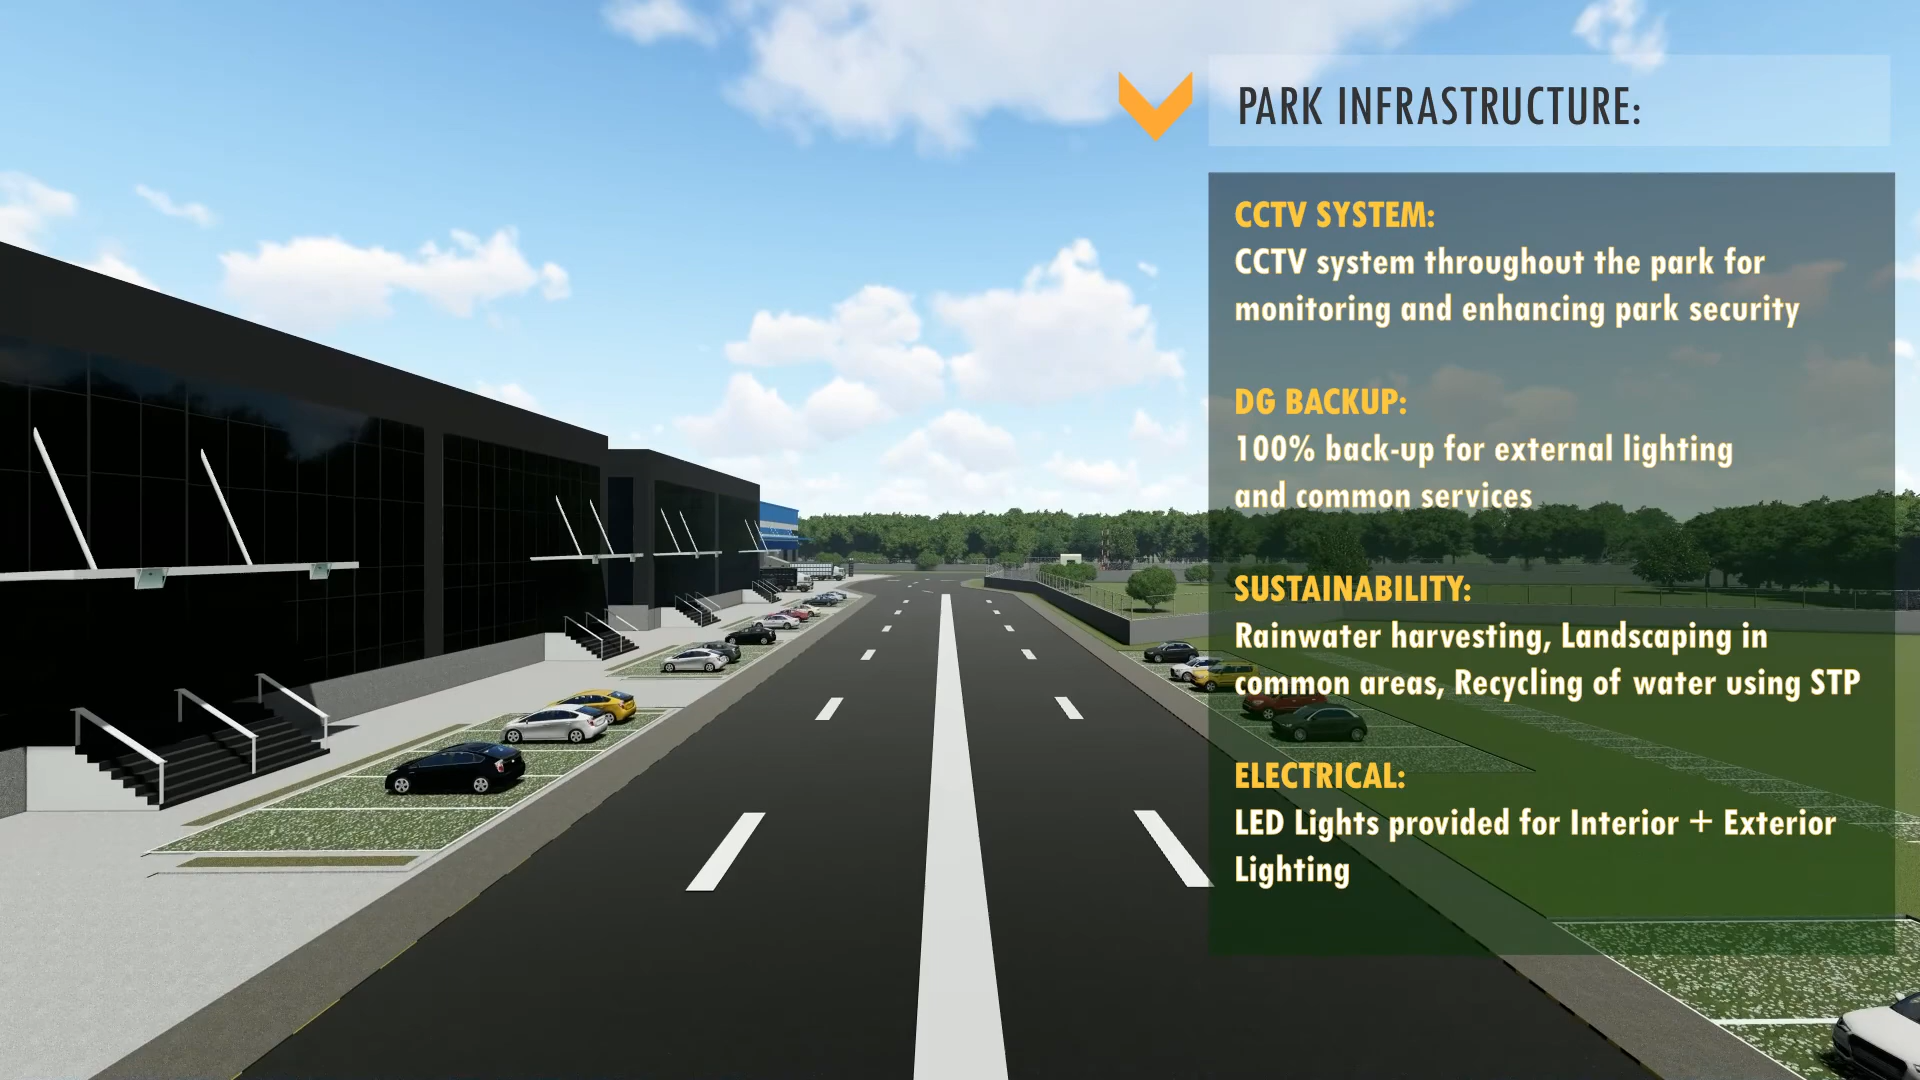 PARK INFRASTRUCTURE:
CCTV SYSTEM:
CCTV system throughout the park for
monitoring and enhancing park security
DG BACKUP:
100% back-up for external lighting
and common services
SUSTAINABILITY:
Rainwater harvesting, Landscaping in
common areas, Recycling of water using STP
ELECTRICAL:
LED Lights provided for Interior + Exterior
Lighting